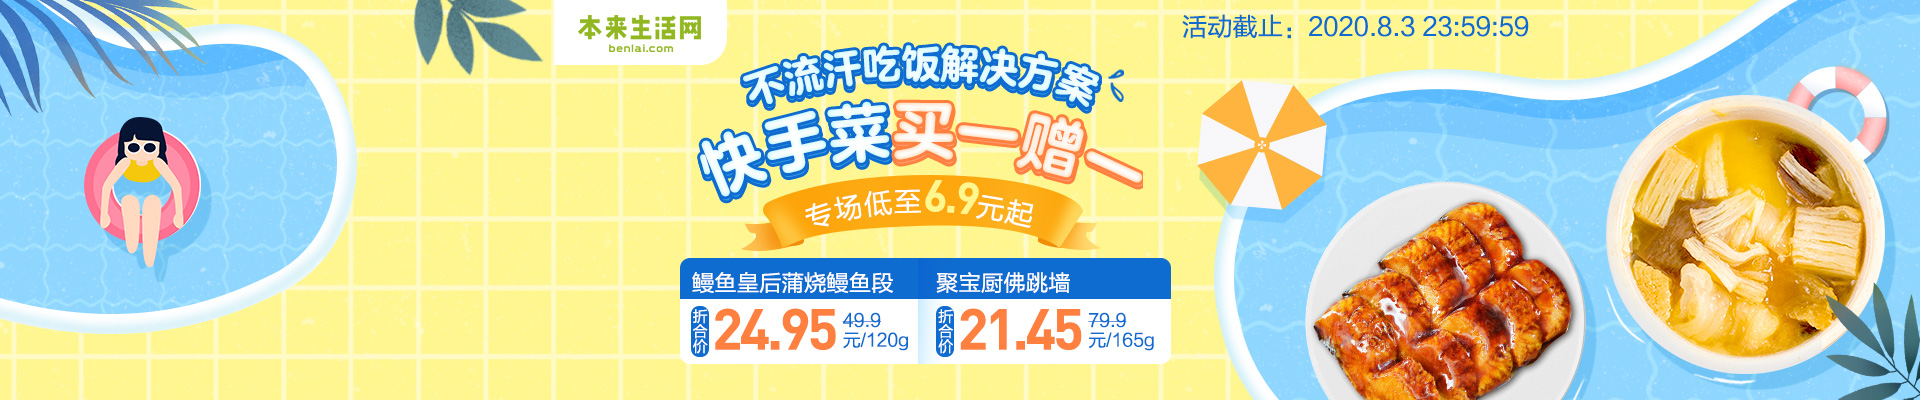 本来生活网
benlai.com
活动截止：2020.8.3 23:59:59
不流汗吃饭解决方案
快手菜买一赠一
专场低至6.9元起
鳗鱼皇后蒲烧鳗鱼段
折合价
24.95
49.9
元/120g
聚宝厨佛跳墙
折合价
21.45
79.9
元/165g